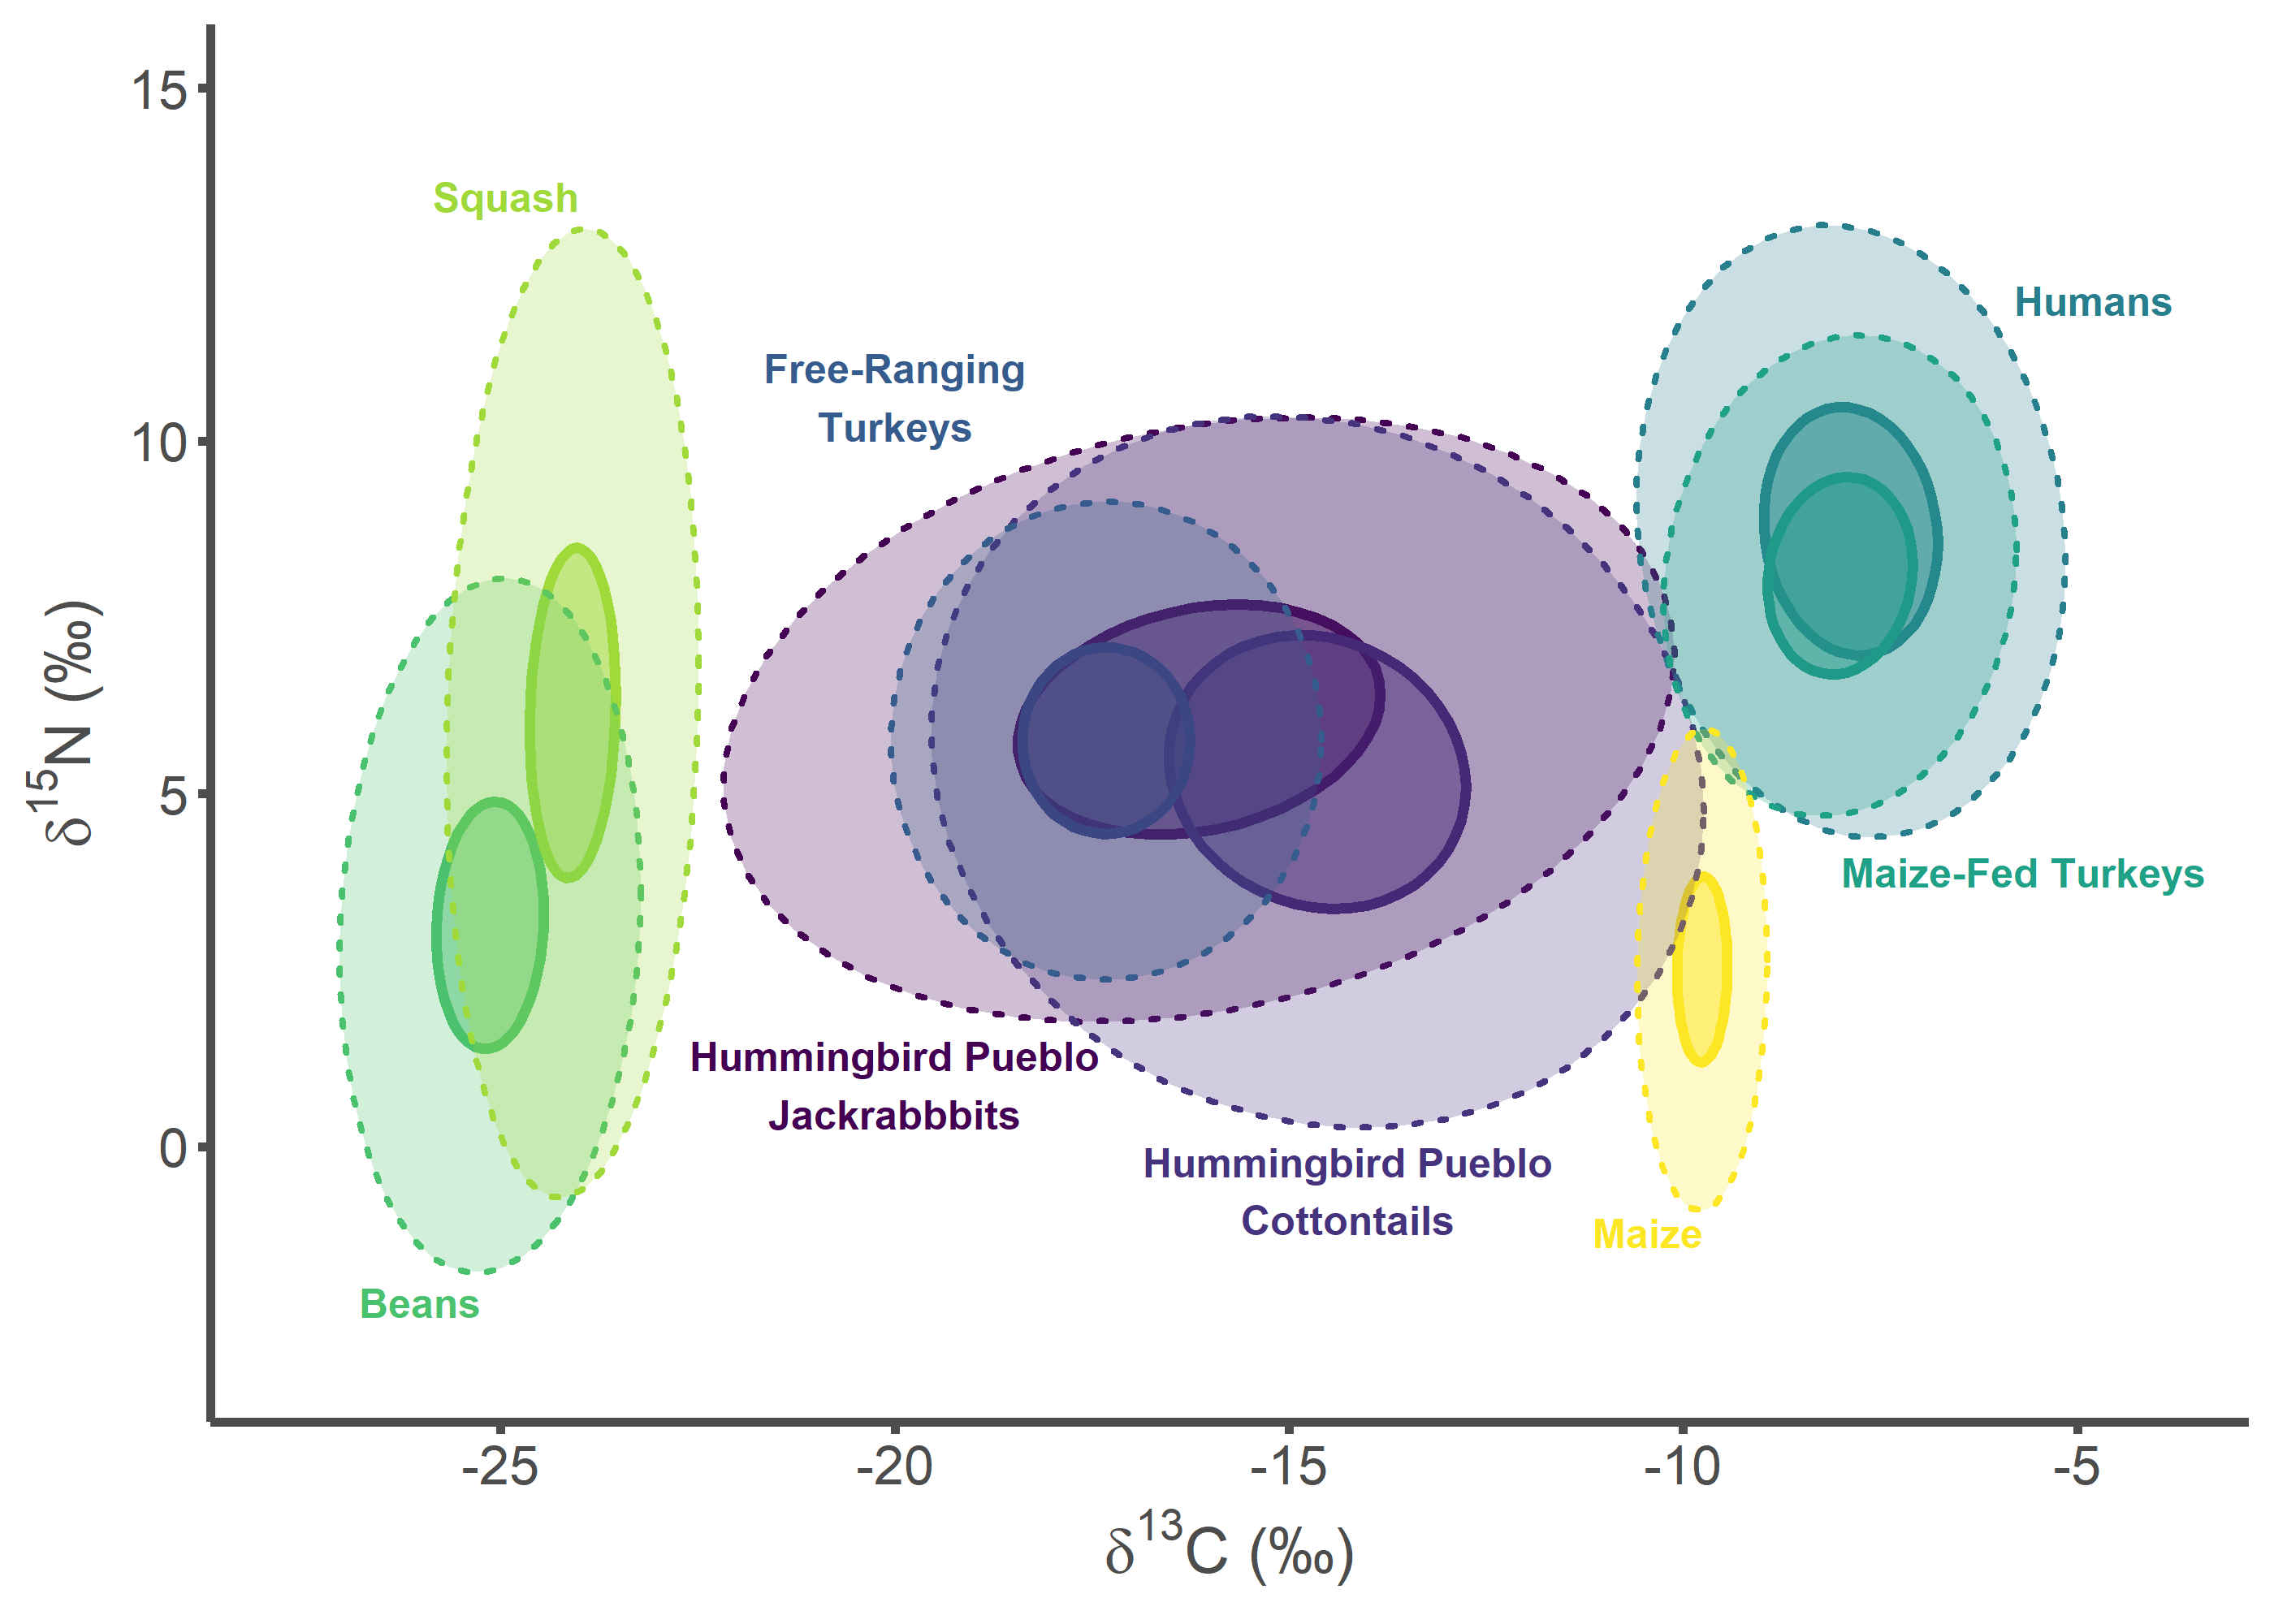 15
Squash
Humans
Free-Ranging
Turkeys
10
δ15N (‰)
5
Maize-Fed Turkeys
Hummingbird Pueblo
Jackrabbbits
0
Hummingbird Pueblo
Cottontails
Maize
Beans
-25 -20 -15 -10 -5
δ13C (‰)